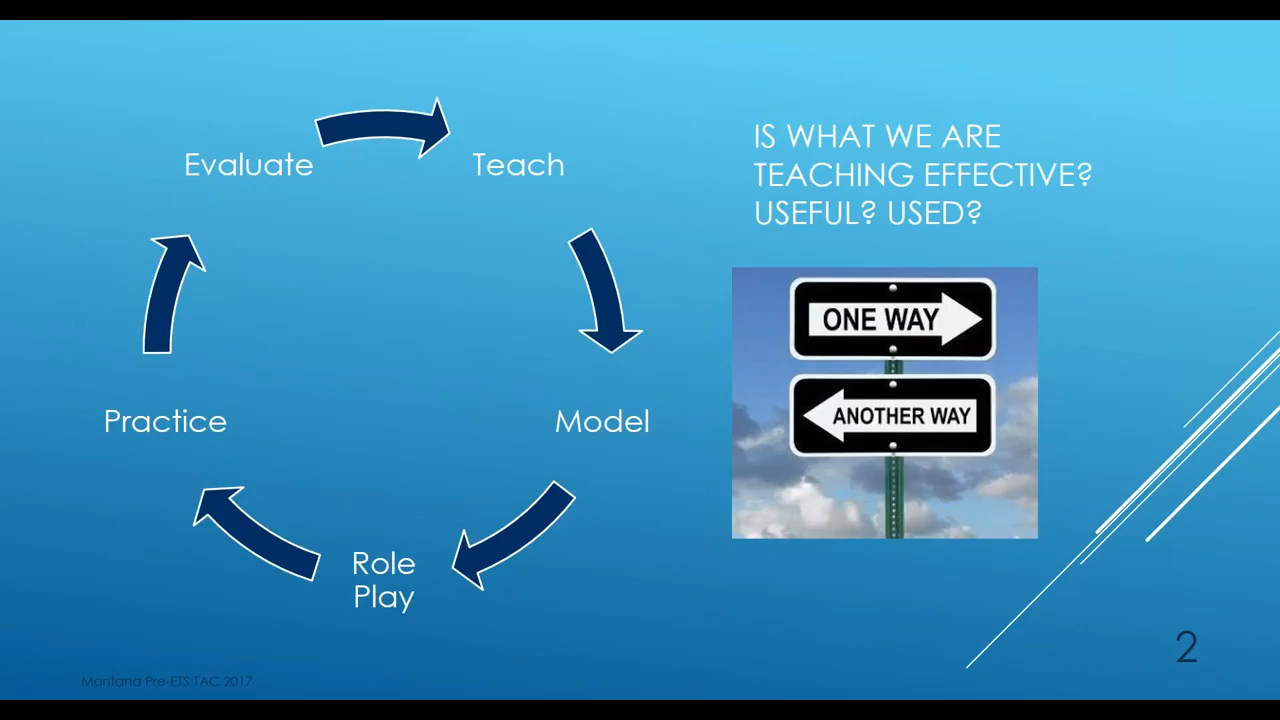 Evaluate
Teach
Model
Role
Play
Practice
IS WHAT WE ARE
TEACHING EFFECTIVE?
USEFUL? USED?
ONE WAY
ANOTHER WAY
Montana Pre-ETS TAC 2017
2